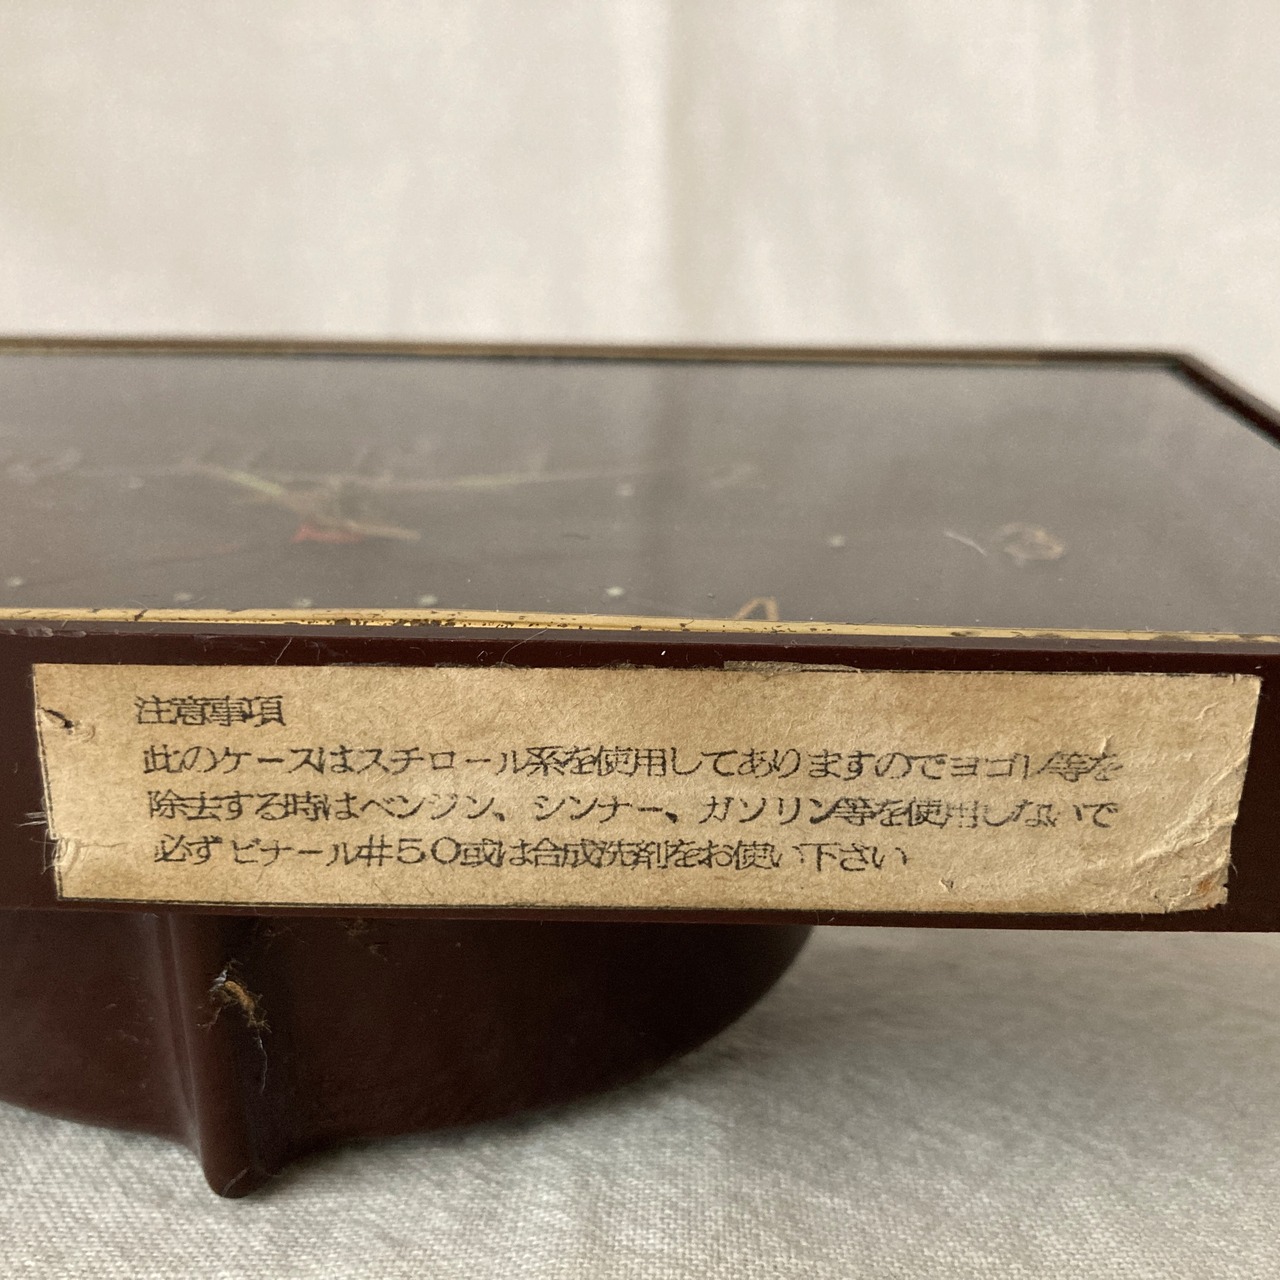 注意事項
此のケースはスチロール系を使用してありますのでヨゴレ等を
除去する時はベンジン、シンナー、ガソリン等を使用しないで
必ずビナール#50或は合成洗剤をお使い下さい